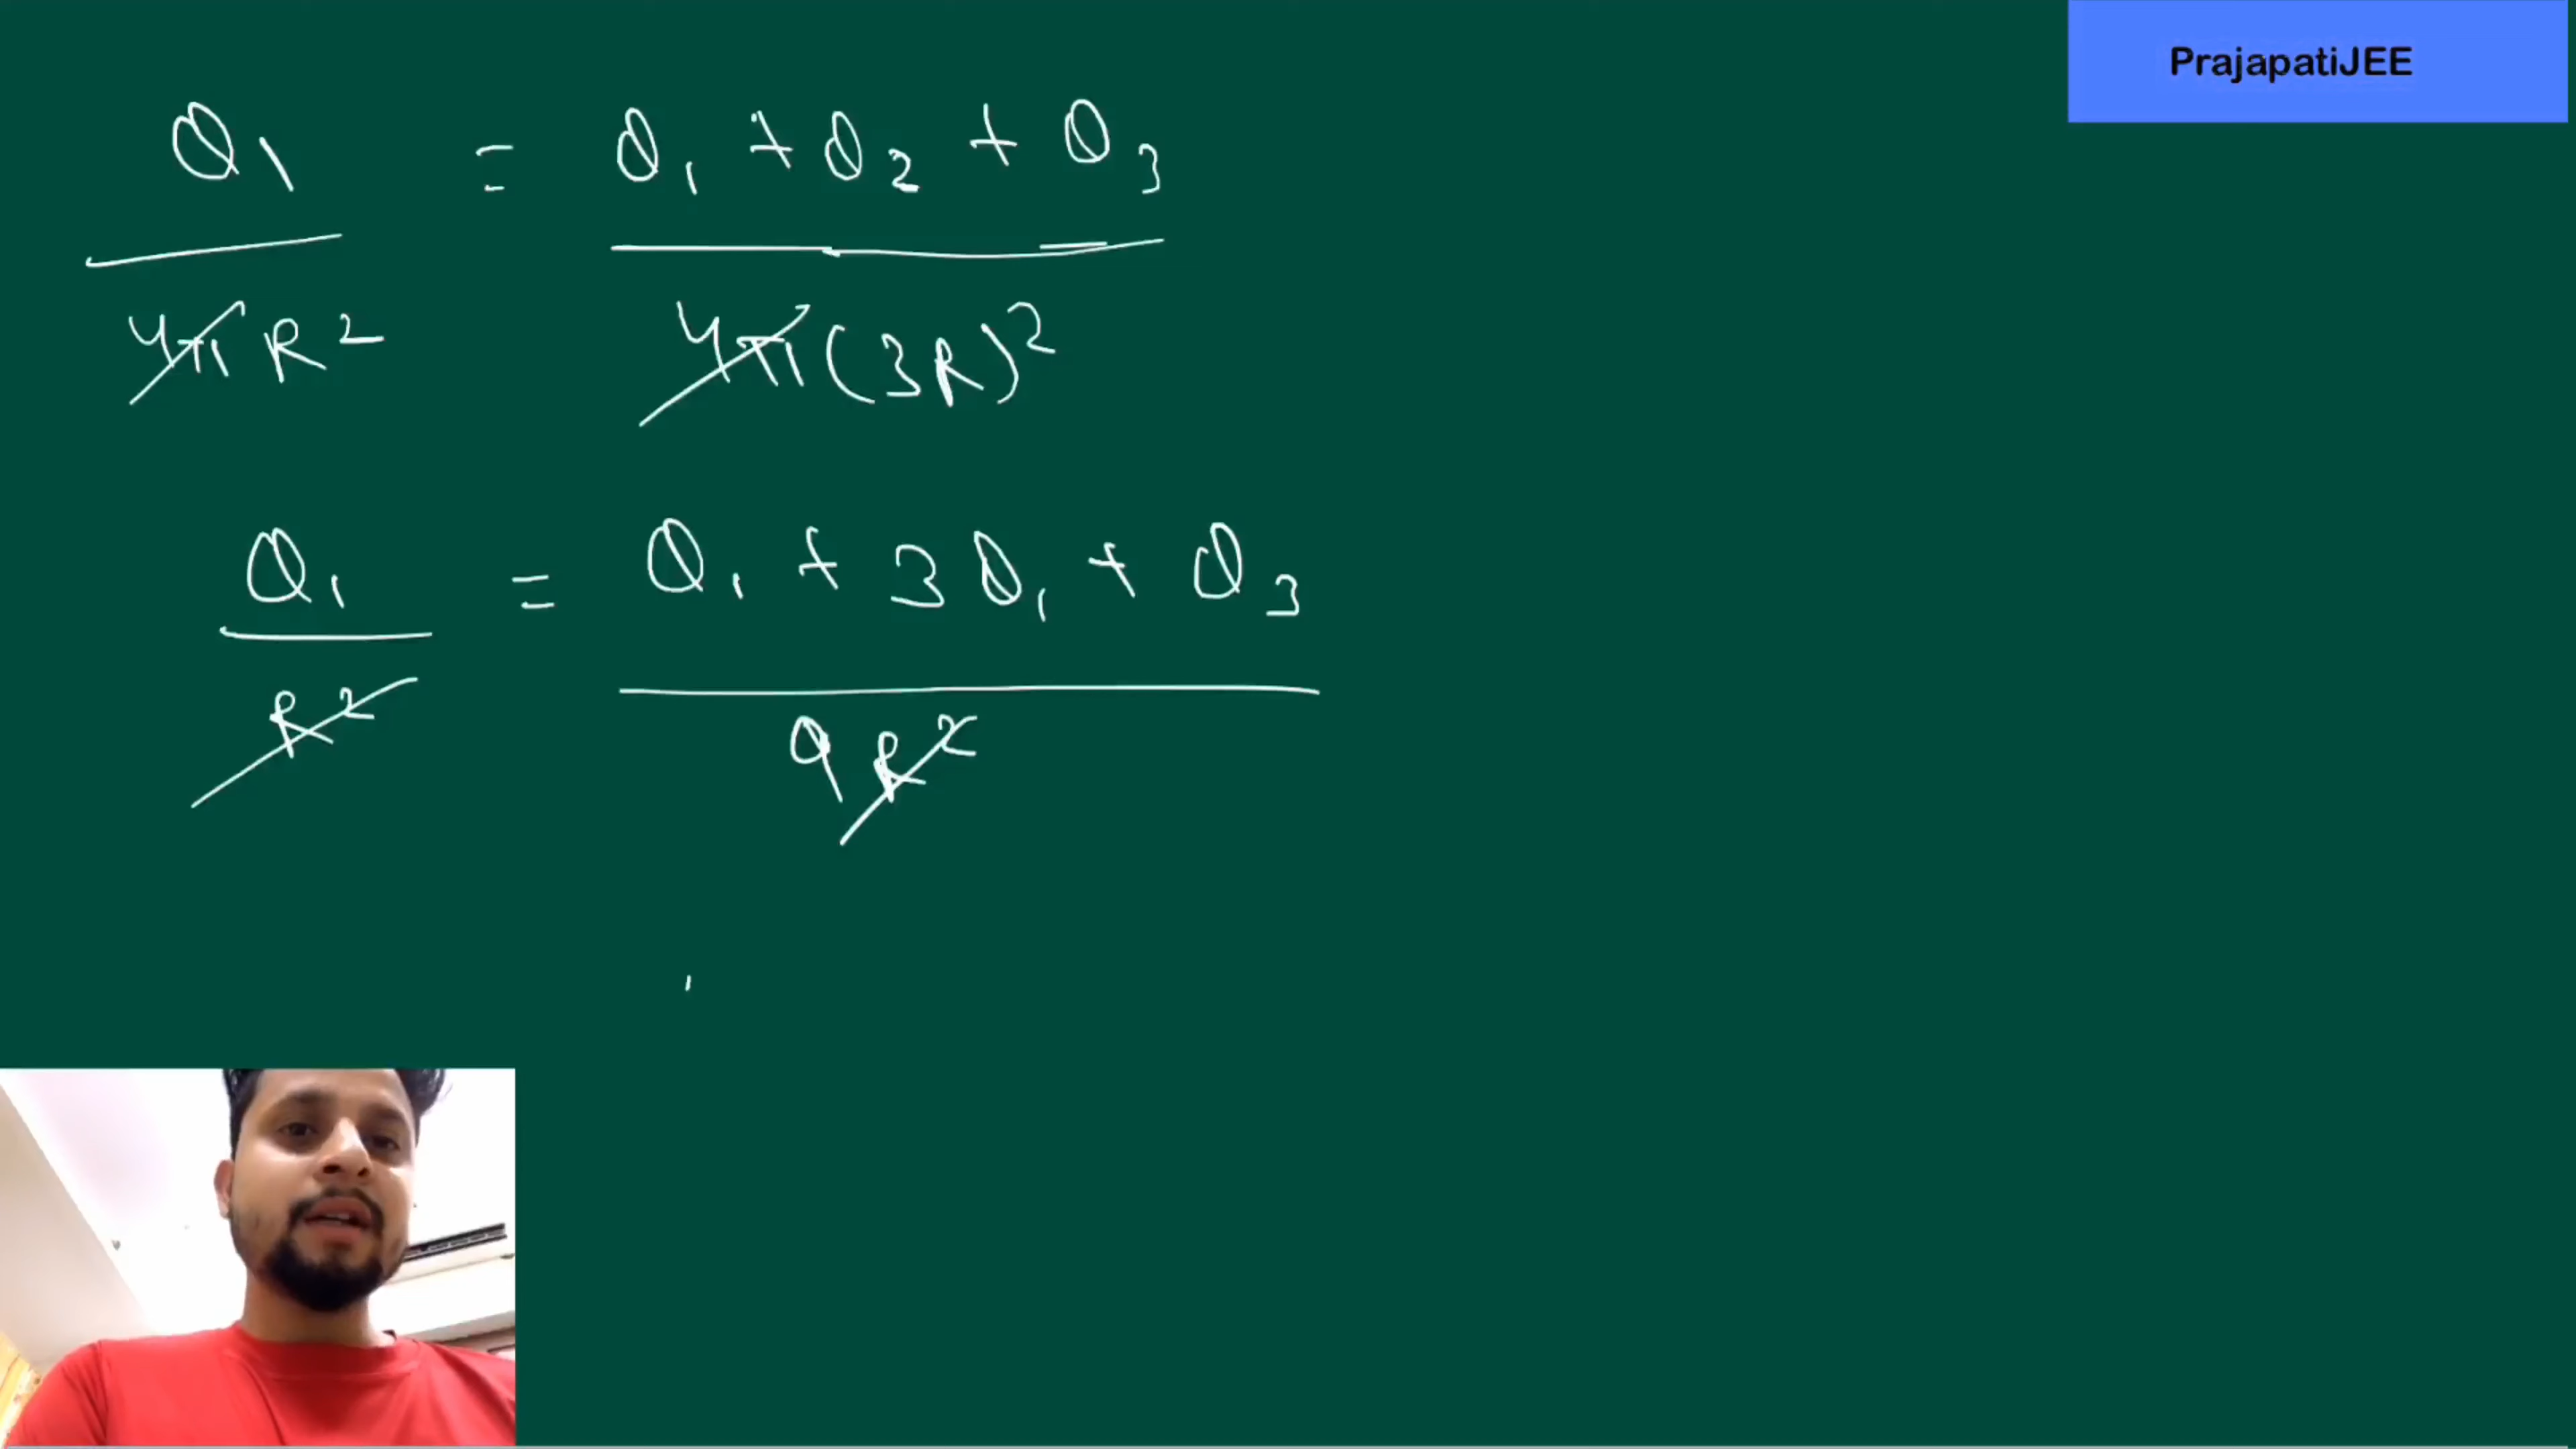 PrajapatiJEE
Q1 = Q1 + Q2 + Q3
4πR² 4π(3R)²
Q1 = Q1 + 3Q1 + Q3
R² 9R²